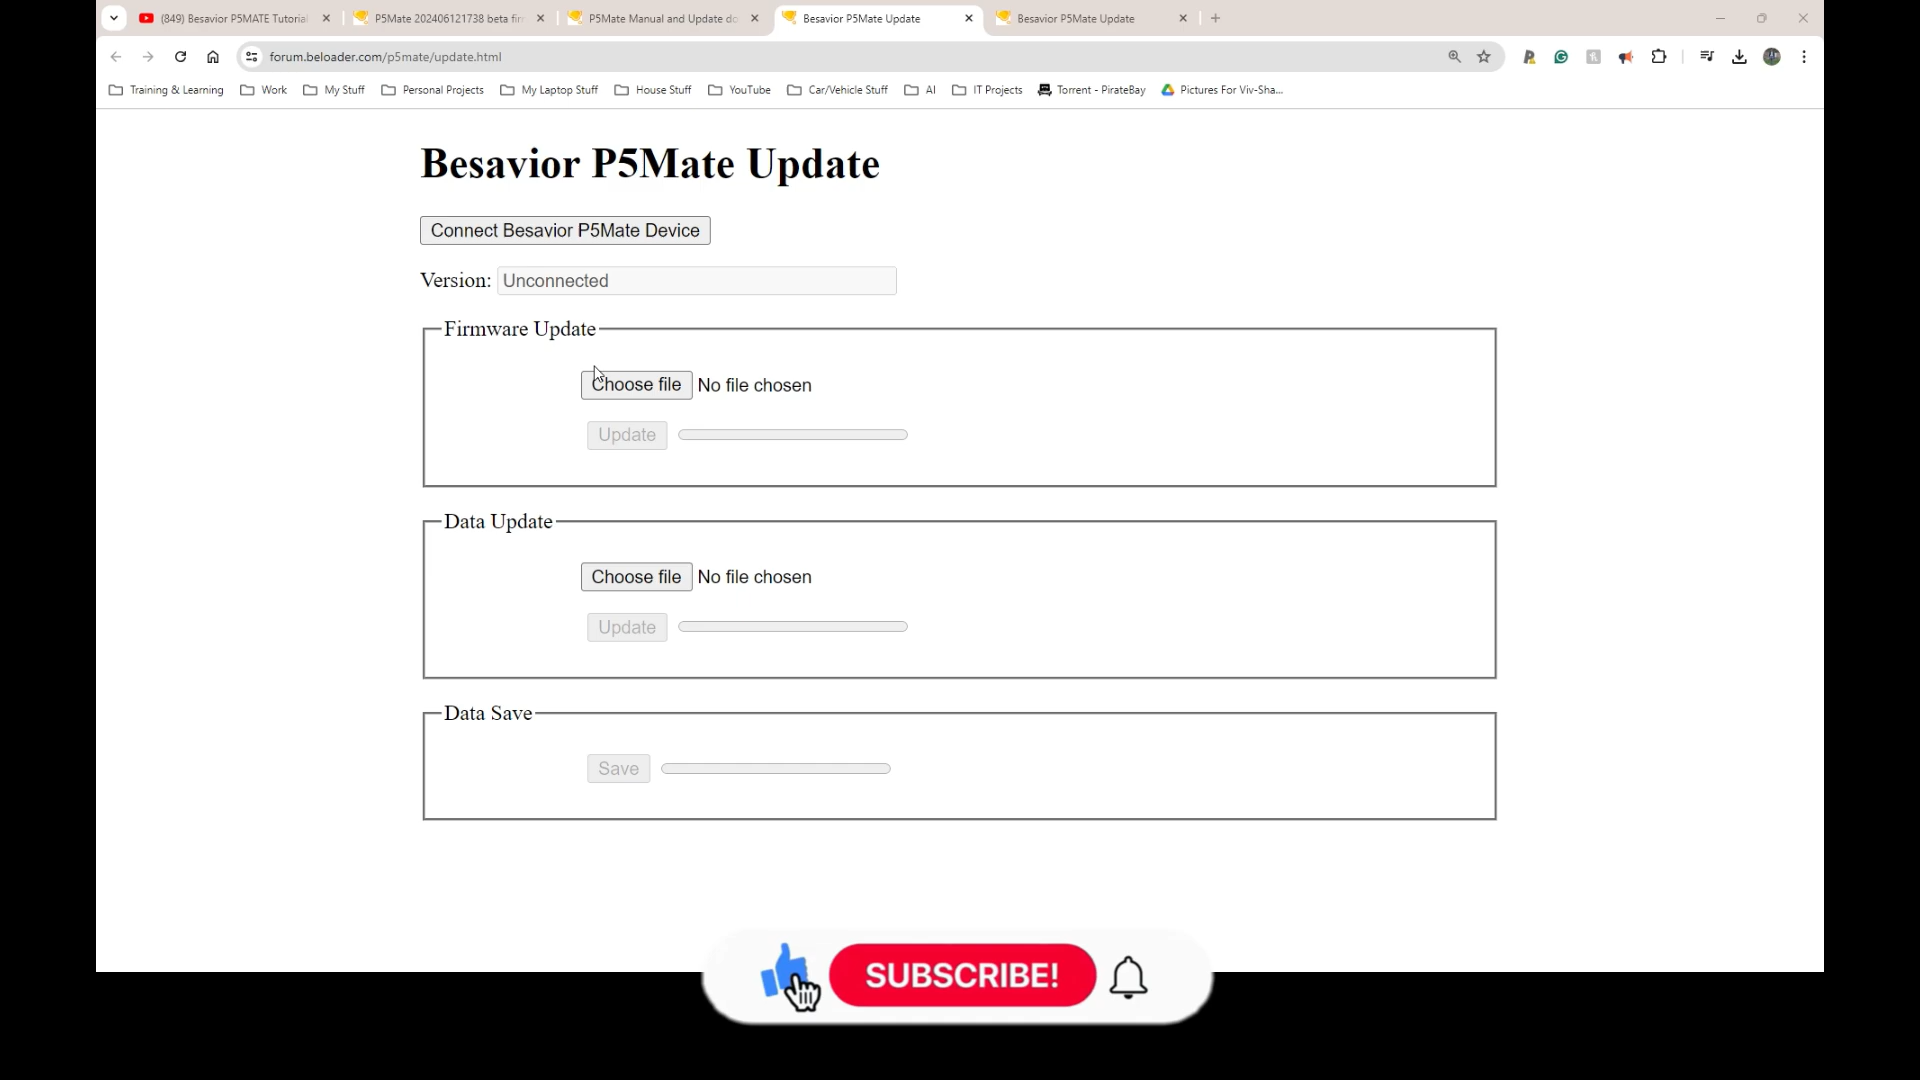 (849) Besavior P5MATE Tutorial
P5Mate 202406121738 beta fir
P5Mate Manual and Update do
Besavior P5Mate Update
Besavior P5Mate Update
forum.beloader.com/p5mate/update.html
Training & Learning
Work
My Stuff
Personal Projects
My Laptop Stuff
House Stuff
YouTube
Car/Vehicle Stuff
AI
IT Projects
Torrent - PirateBay
Pictures For Viv-Sha...
Besavior P5Mate Update
Connect Besavior P5Mate Device
Version: Unconnected
Firmware Update
Choose file No file chosen
Update
Data Update
Choose file No file chosen
Update
Data Save
Save
SUBSCRIBE!